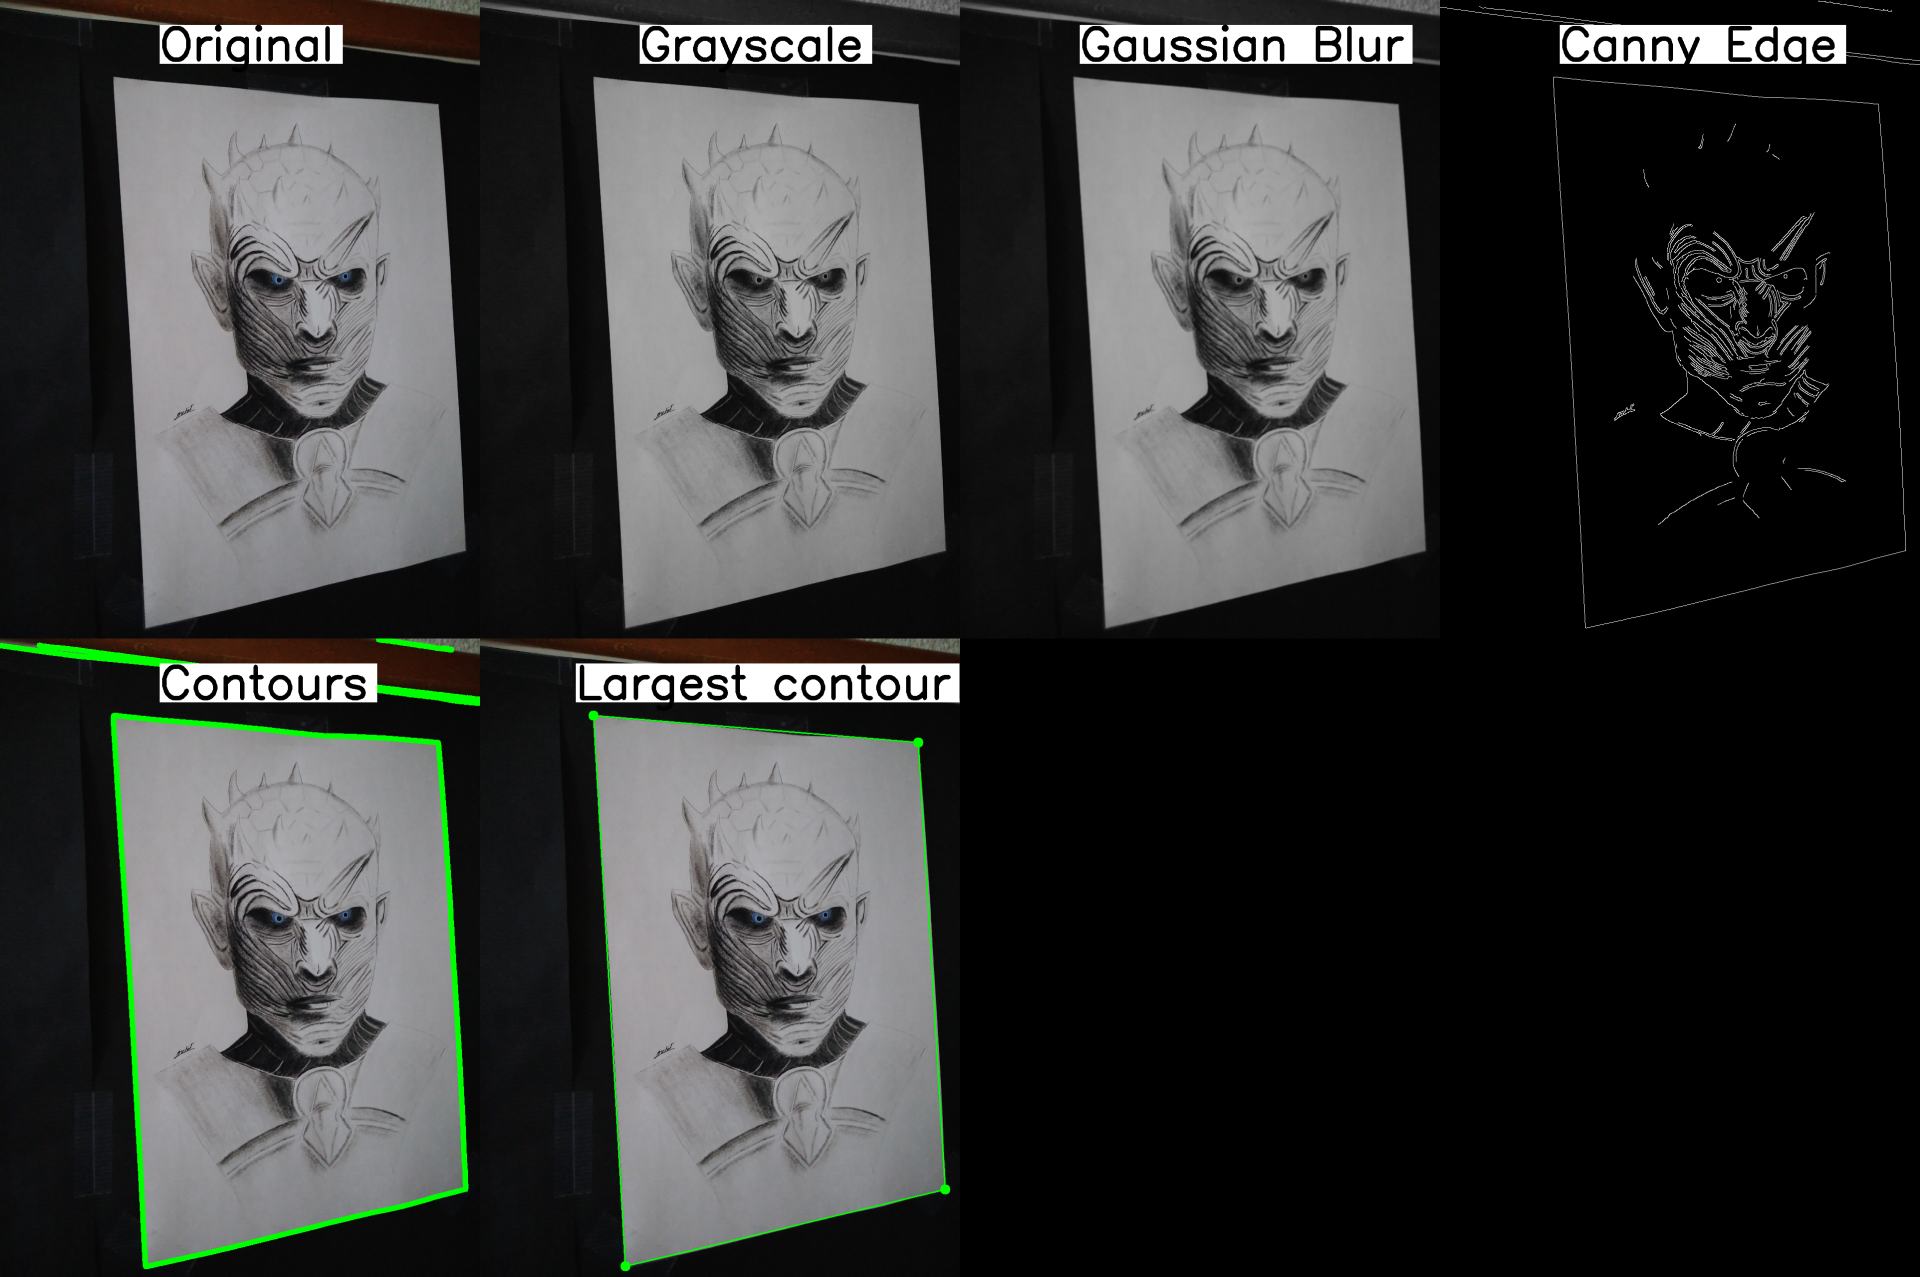 Original
Grayscale
Gaussian Blur
Canny Edge
Contours
Largest contour